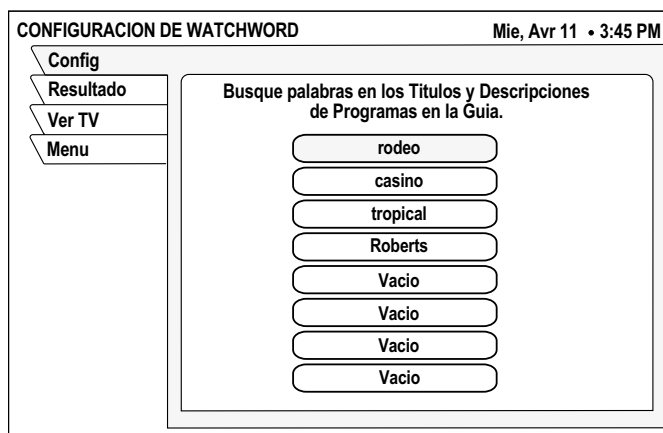 CONFIGURACION DE WATCHWORD
Mie, Avr 11 • 3:45 PM
Config
Resultado
Ver TV
Menu
Busque palabras en los Titulos y Descripciones
de Programas en la Guia.
rodeo
casino
tropical
Roberts
Vacio
Vacio
Vacio
Vacio